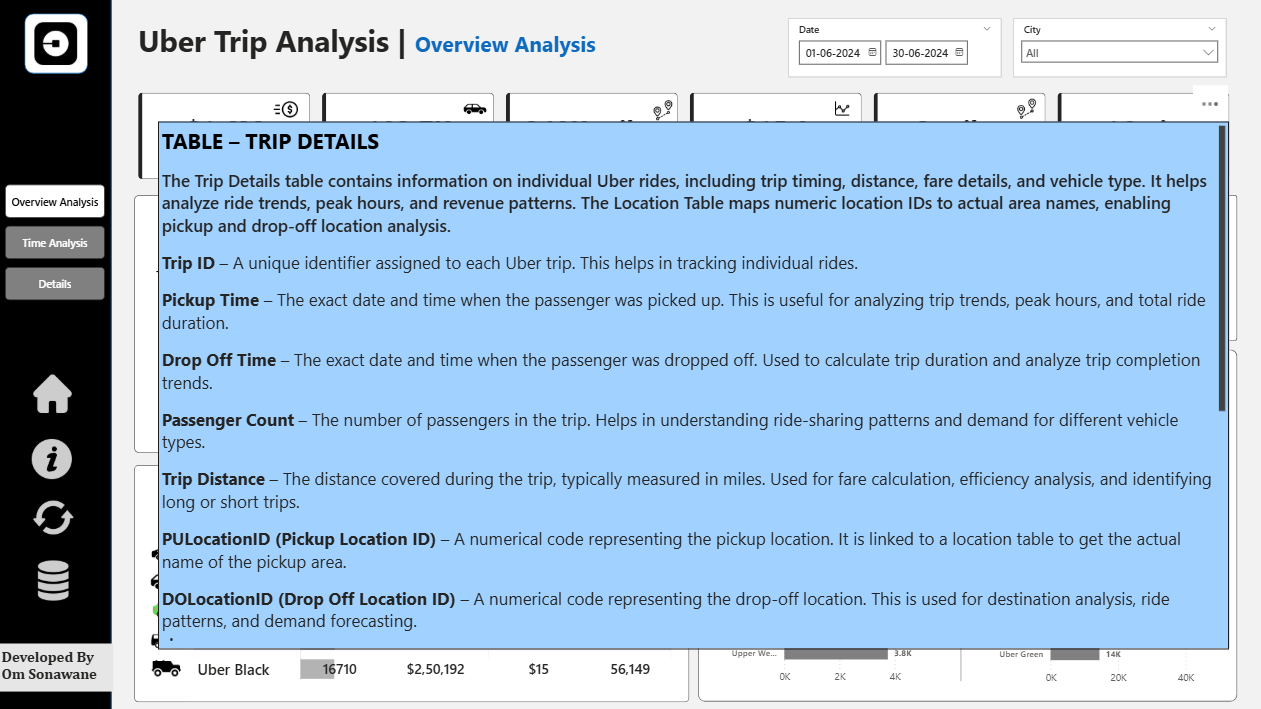 Uber Trip Analysis | Overview Analysis
Date
01-06-2024 30-06-2024
City
All
Overview Analysis
Time Analysis
Details
TABLE – TRIP DETAILS
The Trip Details table contains information on individual Uber rides, including trip timing, distance, fare details, and vehicle type. It helps
analyze ride trends, peak hours, and revenue patterns. The Location Table maps numeric location IDs to actual area names, enabling
pickup and drop-off location analysis.
Trip ID – A unique identifier assigned to each Uber trip. This helps in tracking individual rides.
Pickup Time – The exact date and time when the passenger was picked up. This is useful for analyzing trip trends, peak hours, and total ride
duration.
Drop Off Time – The exact date and time when the passenger was dropped off. Used to calculate trip duration and analyze trip completion
trends.
Passenger Count – The number of passengers in the trip. Helps in understanding ride-sharing patterns and demand for different vehicle
types.
Trip Distance – The distance covered during the trip, typically measured in miles. Used for fare calculation, efficiency analysis, and identifying
long or short trips.
PULocationID (Pickup Location ID) – A numerical code representing the pickup location. It is linked to a location table to get the actual
name of the pickup area.
DOLocationID (Drop Off Location ID) – A numerical code representing the drop-off location. This is used for destination analysis, ride
patterns, and demand forecasting.
Uber Black 16710 $2,50,192 $15 56,149
Upper We... 3.8K
0K 2K 4K
Uber Green 14K
0K 20K 40K
Developed By
Om Sonawane